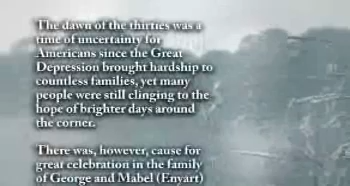 The dawn of the thirties was a
time of uncertainty for
Americans since the Great
Depression brought hardship to
countless families, yet many
people were still clinging to the
hope of brighter days around
the corner.
There was, however, cause for
great celebration in the family
of George and Mabel (Enyart)